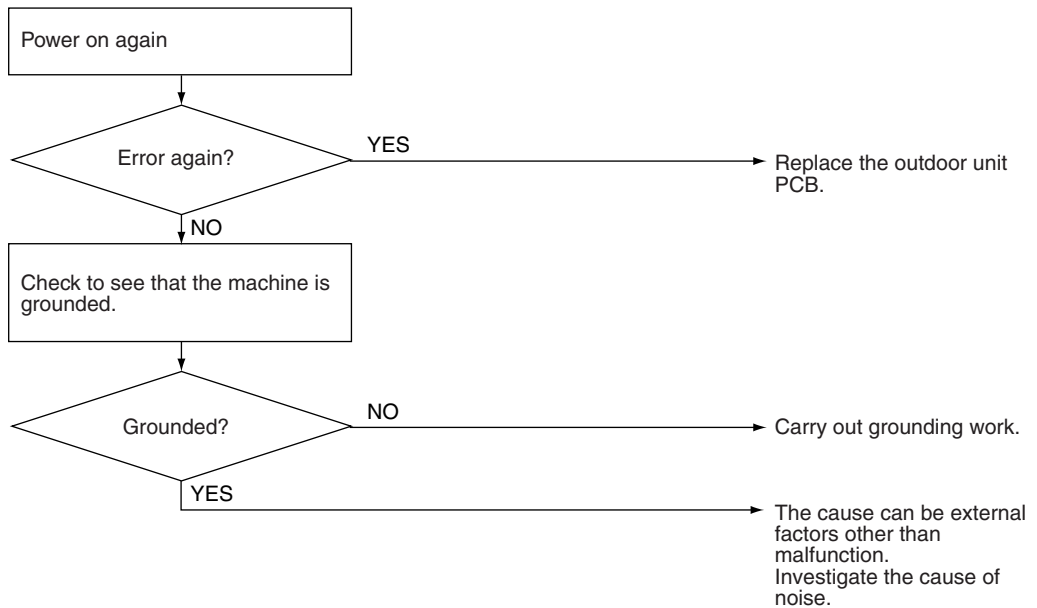 Power on again
Error again?
YES
Replace the outdoor unit
PCB.
NO
Check to see that the machine is
grounded.
Grounded?
NO
Carry out grounding work.
YES
The cause can be external
factors other than
malfunction.
Investigate the cause of
noise.